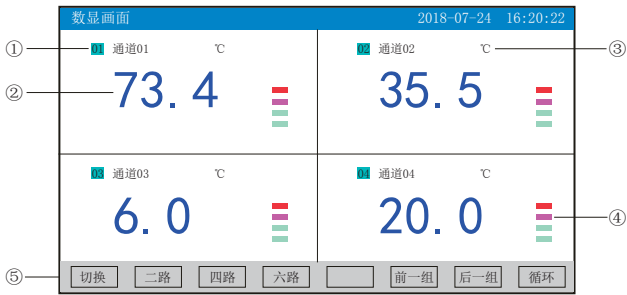 数显画面 2018-07-24 16:20:22
① 01 通道01 ℃ 02 通道02 ℃ ③
② 73.4 35.5
03 通道03 ℃ 04 通道04 ℃
6.0 20.0 ④
⑤ 切换 二路 四路 六路 前一组 后一组 循环